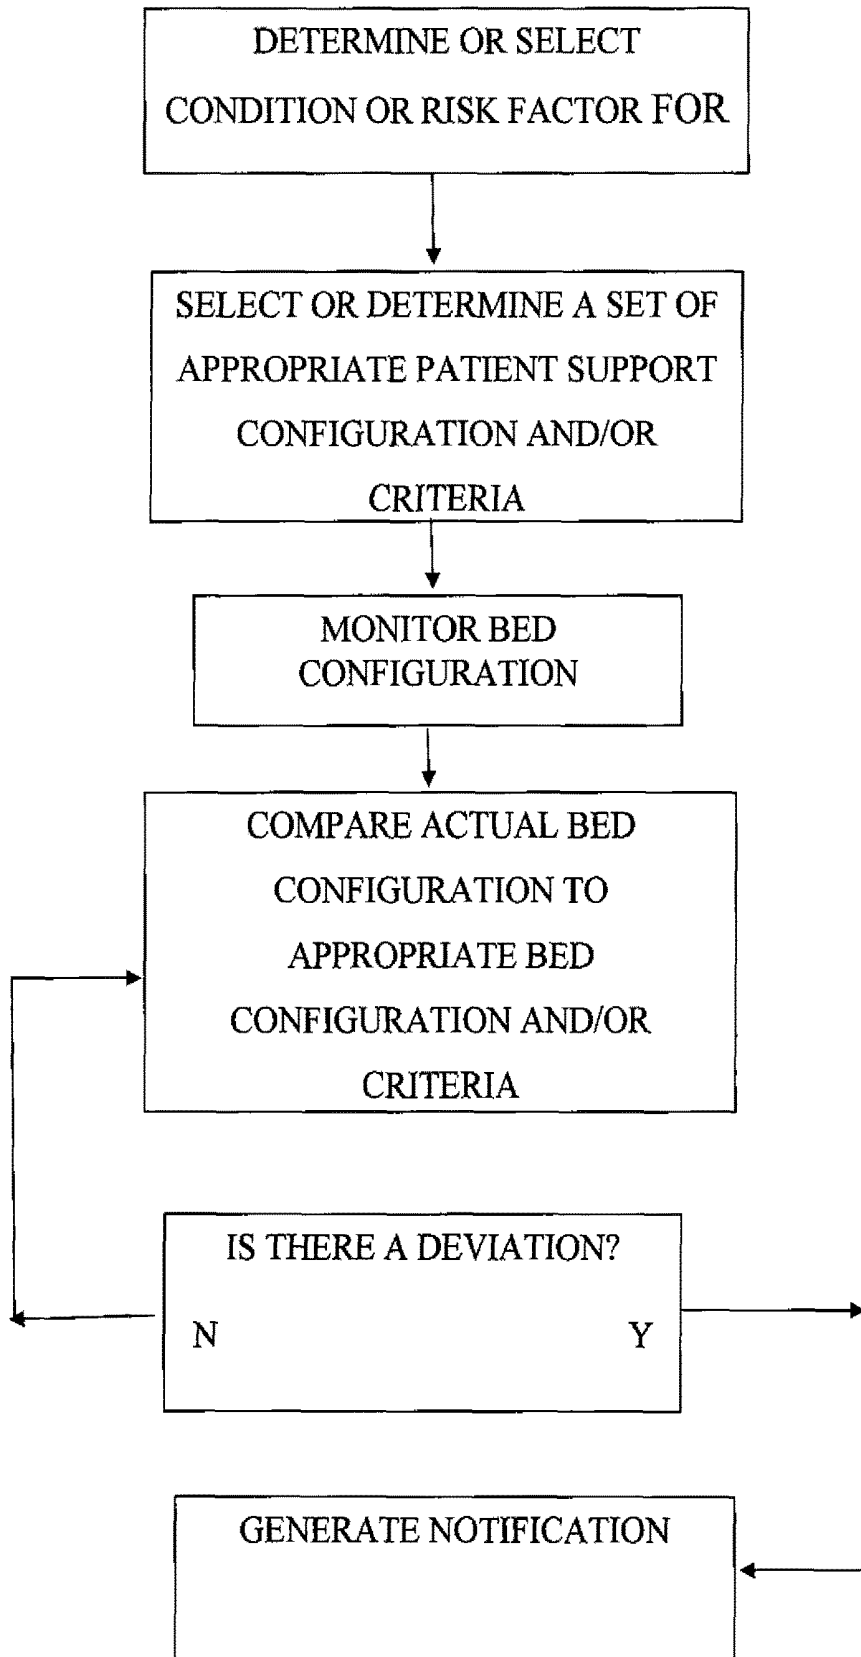 DETERMINE OR SELECT
CONDITION OR RISK FACTOR FOR
SELECT OR DETERMINE A SET OF
APPROPRIATE PATIENT SUPPORT
CONFIGURATION AND/OR
CRITERIA
MONITOR BED
CONFIGURATION
COMPARE ACTUAL BED
CONFIGURATION TO
APPROPRIATE BED
CONFIGURATION AND/OR
CRITERIA
IS THERE A DEVIATION?
N Y
GENERATE NOTIFICATION